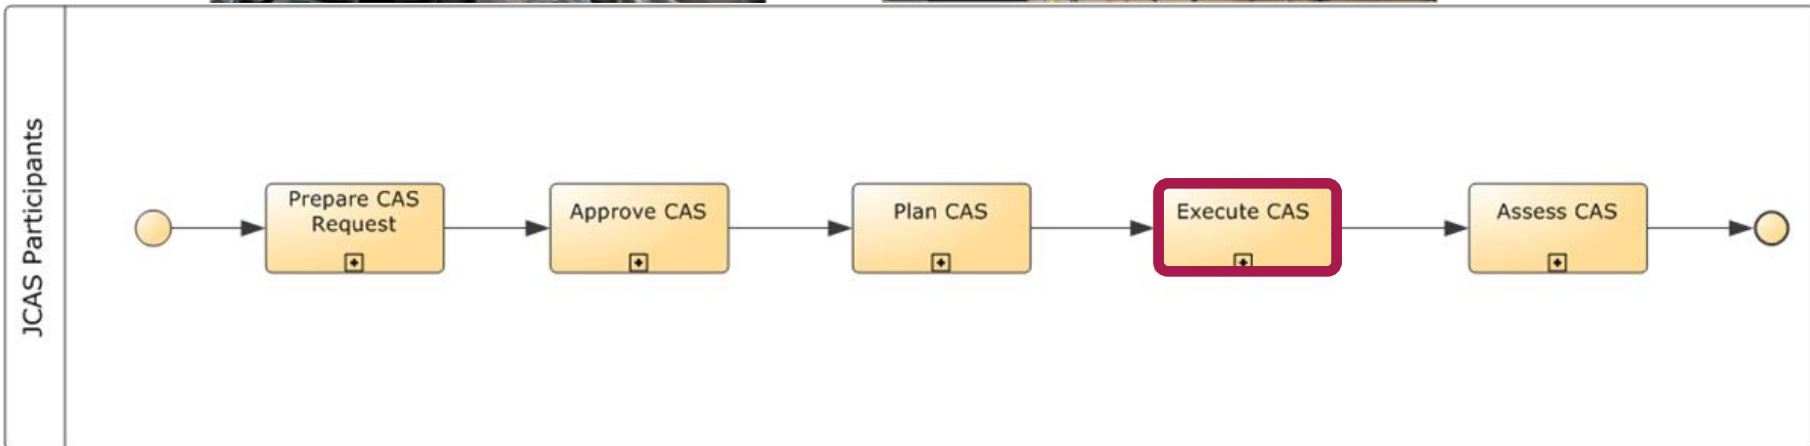 JCAS Participants
Prepare CAS
Request
Approve CAS
Plan CAS
Execute CAS
Assess CAS